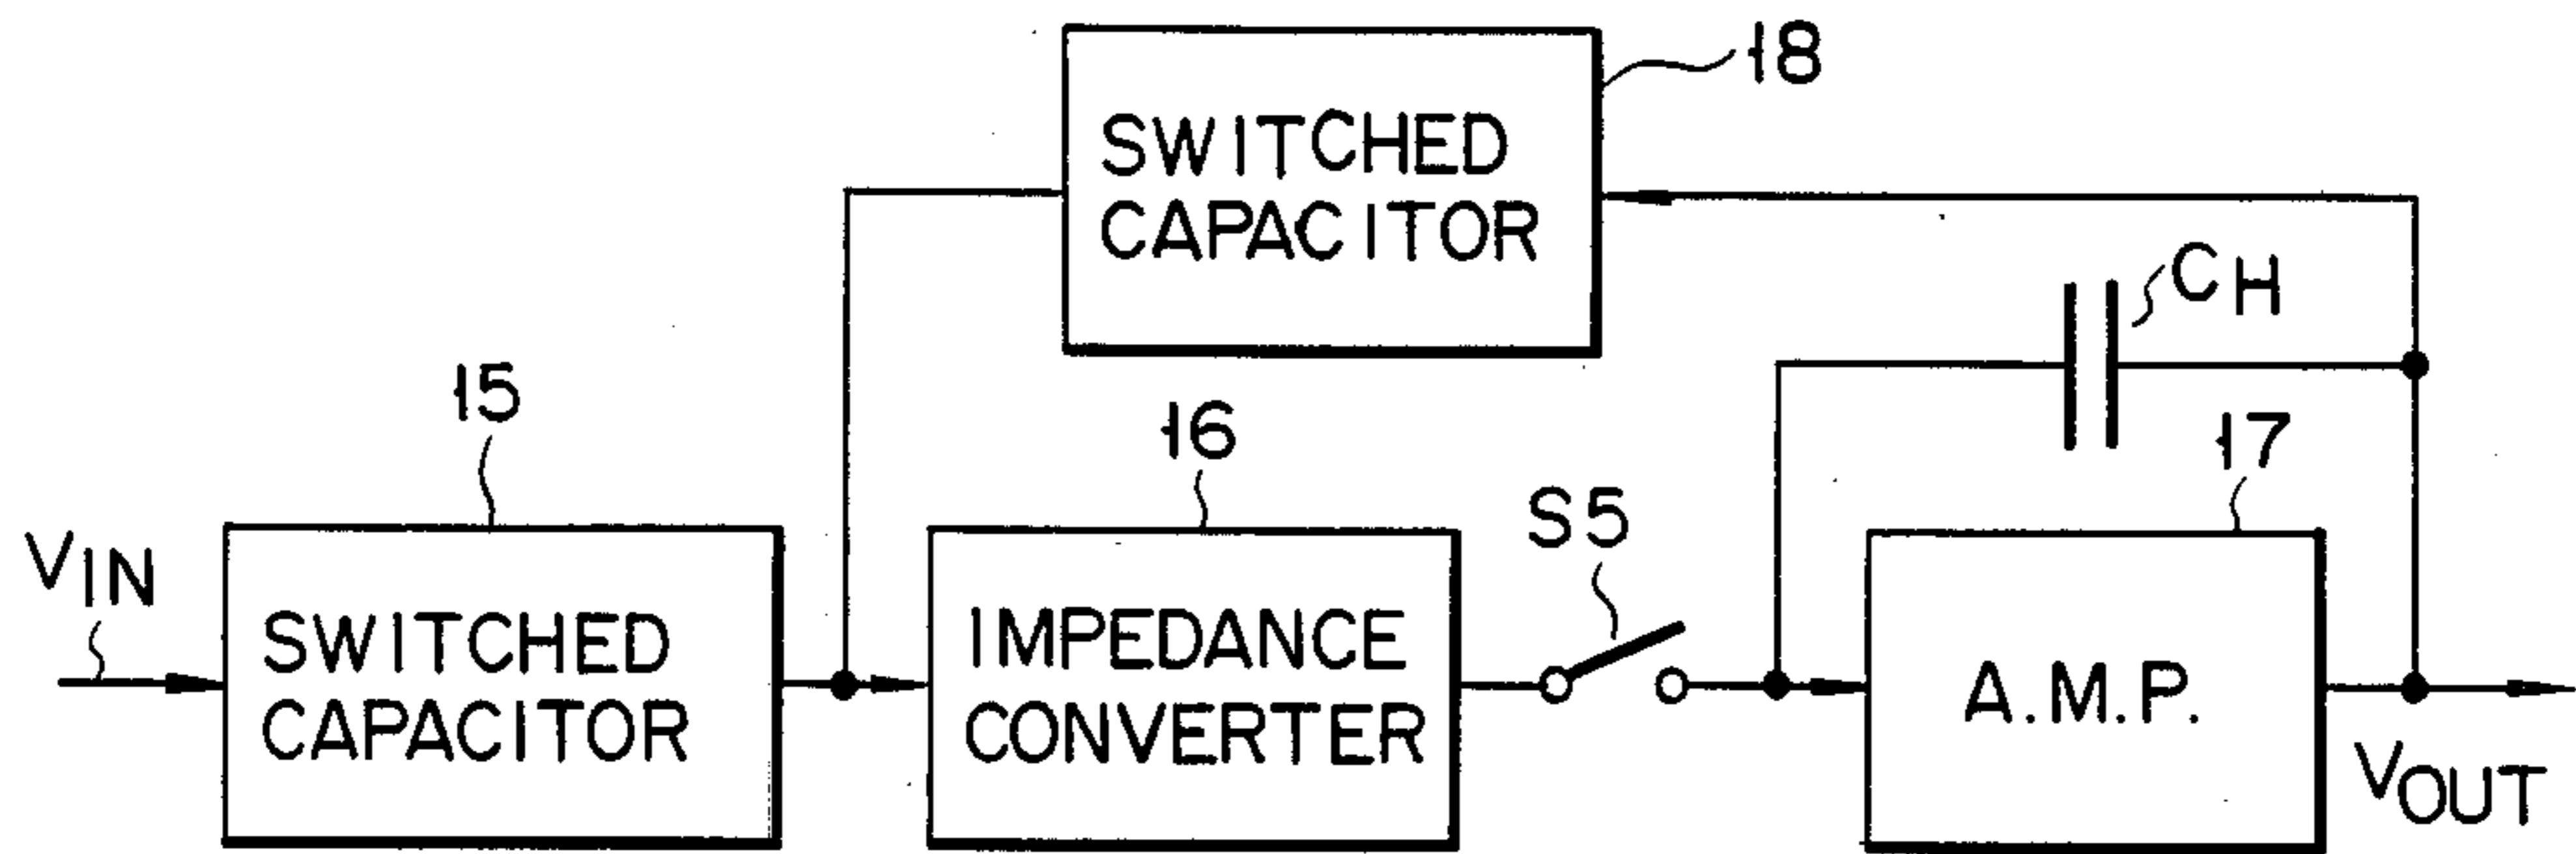 18
SWITCHED
CAPACITOR
CH
15
16
17
S5
VIN
SWITCHED
CAPACITOR
IMPEDANCE
CONVERTER
A.M.P.
VOUT